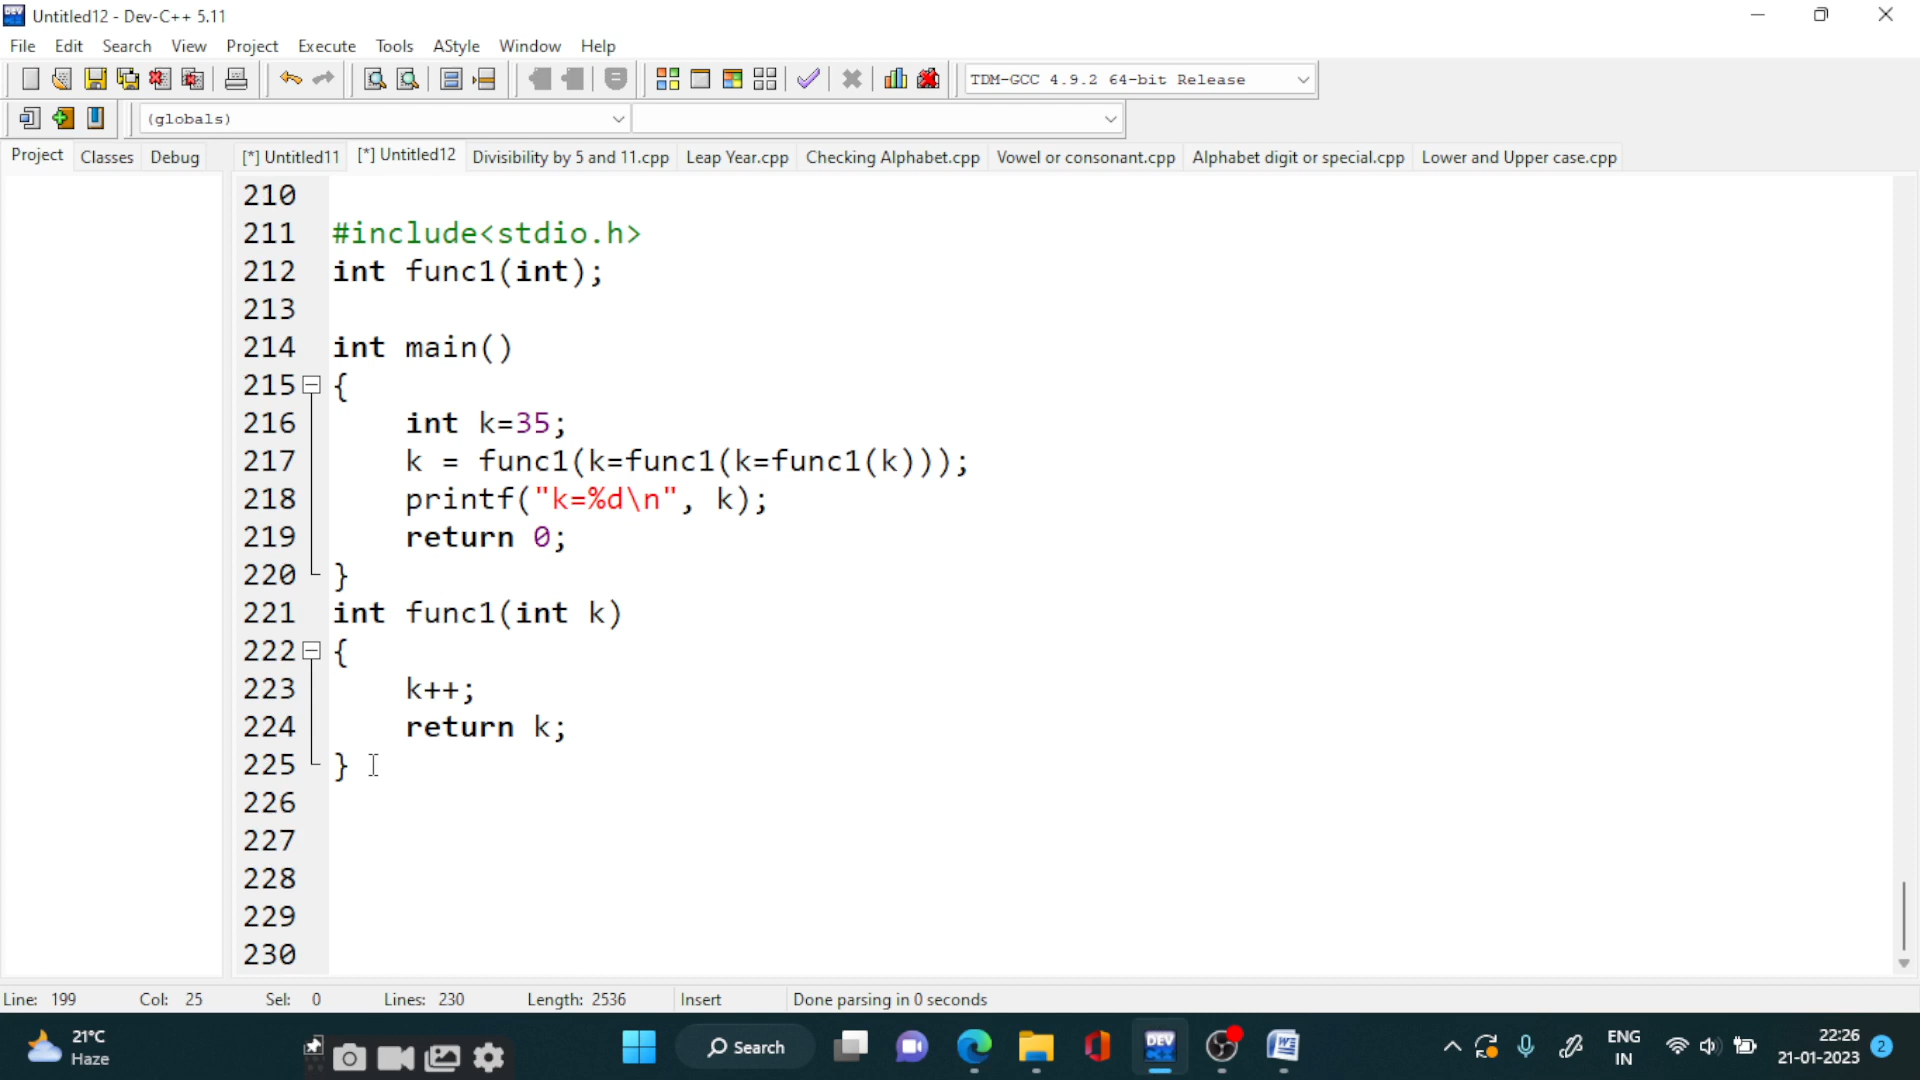 Untitled12 - Dev-C++ 5.11
File Edit Search View Project Execute Tools AStyle Window Help
TDM-GCC 4.9.2 64-bit Release
(globals)
Project Classes Debug [*] Untitled11 [*] Untitled12 Divisibility by 5 and 11.cpp Leap Year.cpp Checking Alphabet.cpp Vowel or consonant.cpp Alphabet digit or special.cpp Lower and Upper case.cpp
210
211 #include<stdio.h>
212 int func1(int);
213
214 int main()
215 {
216 int k=35;
217 k = func1(k=func1(k=func1(k)));
218 printf("k=%d\n", k);
219 return 0;
220 }
221 int func1(int k)
222 {
223 k++;
224 return k;
225 }
226
227
228
229
230
Line: 199 Col: 25 Sel: 0 Lines: 230 Length: 2536 Insert Done parsing in 0 seconds
21°C
Haze
Search
DEV
ENG
IN
22:26
21-01-2023
2